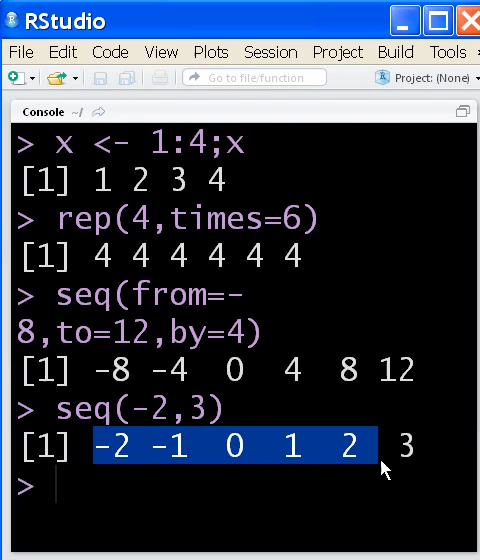 RStudio
File Edit Code View Plots Session Project Build Tools
Go to file/function Project: (None)
Console ~/
> x <- 1:4;x
[1] 1 2 3 4
> rep(4,times=6)
[1] 4 4 4 4 4 4
> seq(from=-
8,to=12,by=4)
[1] -8 -4 0 4 8 12
> seq(-2,3)
[1] -2 -1 0 1 2 3
>